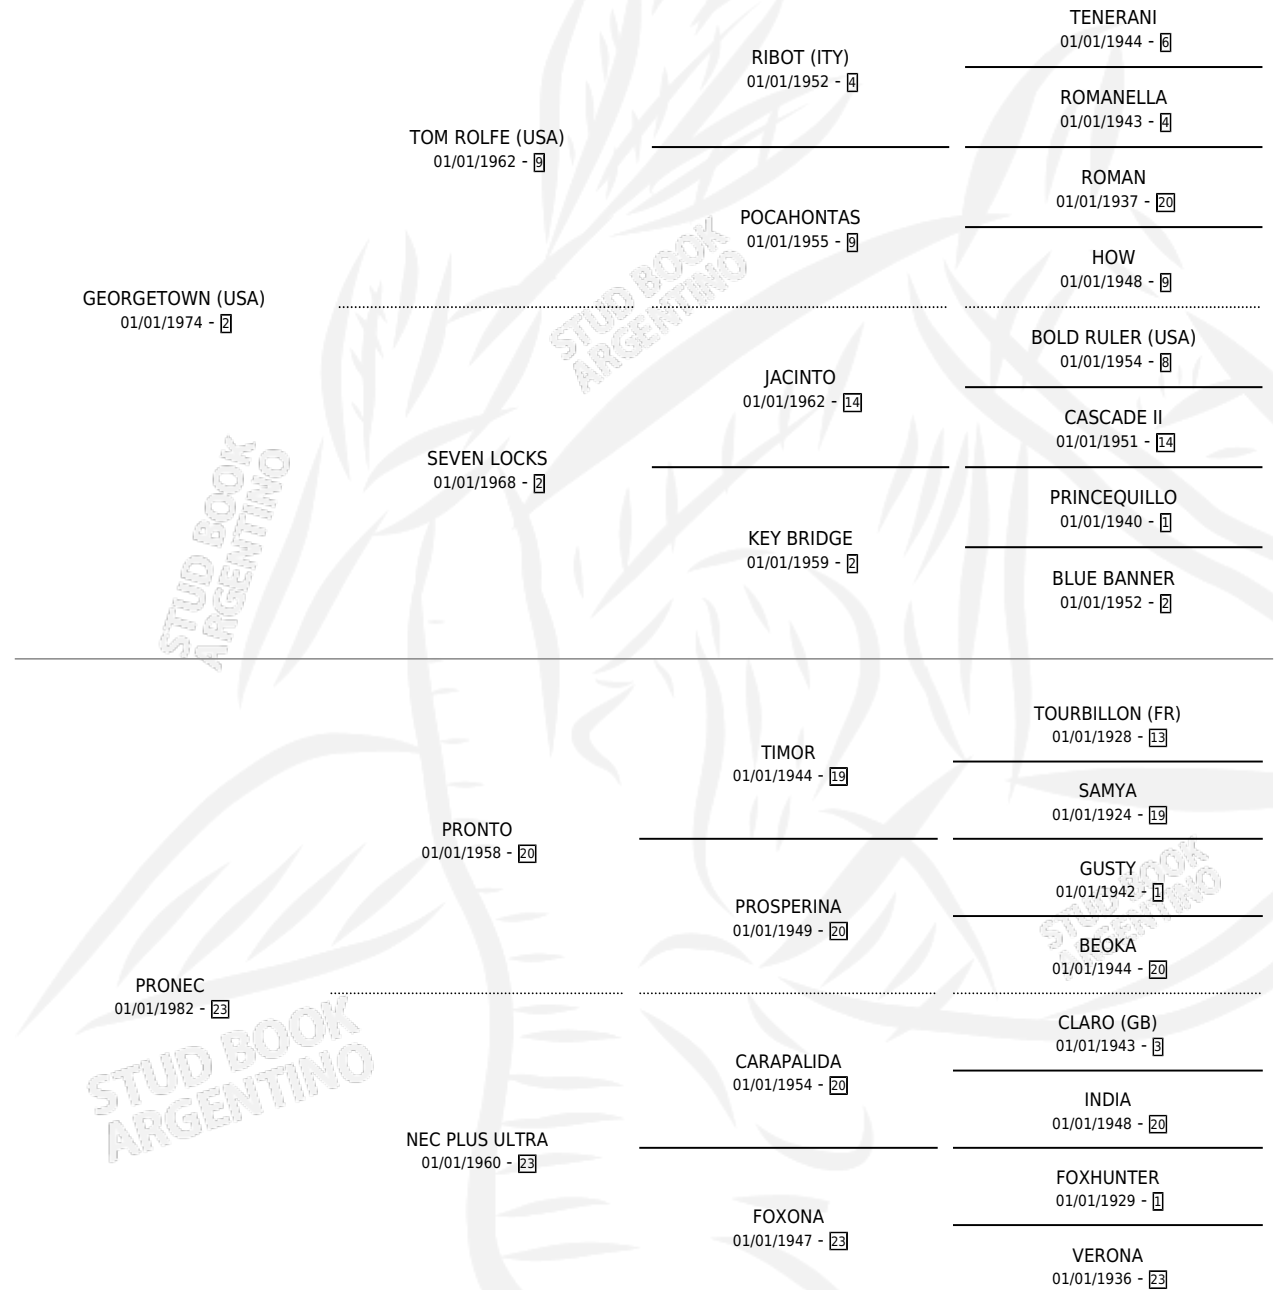 TENERANI
01/01/1944 - 6
RIBOT (ITY)
01/01/1952 - 4
ROMANELLA
01/01/1943 - 4
TOM ROLFE (USA)
01/01/1962 - 9
ROMAN
01/01/1937 - 20
POCAHONTAS
01/01/1955 - 9
HOW
01/01/1948 - 9
STUD BOOK
ARGENTINO
GEORGETOWN (USA)
01/01/1974 - 2
BOLD RULER (USA)
01/01/1954 - 8
JACINTO
01/01/1962 - 14
CASCADE II
01/01/1951 - 14
SEVEN LOCKS
01/01/1968 - 2
PRINCEQUILLO
01/01/1940 - 1
KEY BRIDGE
01/01/1959 - 2
BLUE BANNER
01/01/1952 - 2
STUD BOOK
ARGENTINO
TOURBILLON (FR)
01/01/1928 - 13
TIMOR
01/01/1944 - 19
SAMYA
01/01/1924 - 19
PRONTO
01/01/1958 - 20
GUSTY
01/01/1942 - 1
PROSPERINA
01/01/1949 - 20
BEOKA
01/01/1944 - 20
STUD BOOK
ARGENTINO
PRONEC
01/01/1982 - 23
CLARO (GB)
01/01/1943 - 3
CARAPALIDA
01/01/1954 - 20
INDIA
01/01/1948 - 20
STUD BOOK
ARGENTINO
NEC PLUS ULTRA
01/01/1960 - 23
FOXHUNTER
01/01/1929 - 1
FOXONA
01/01/1947 - 23
VERONA
01/01/1936 - 23